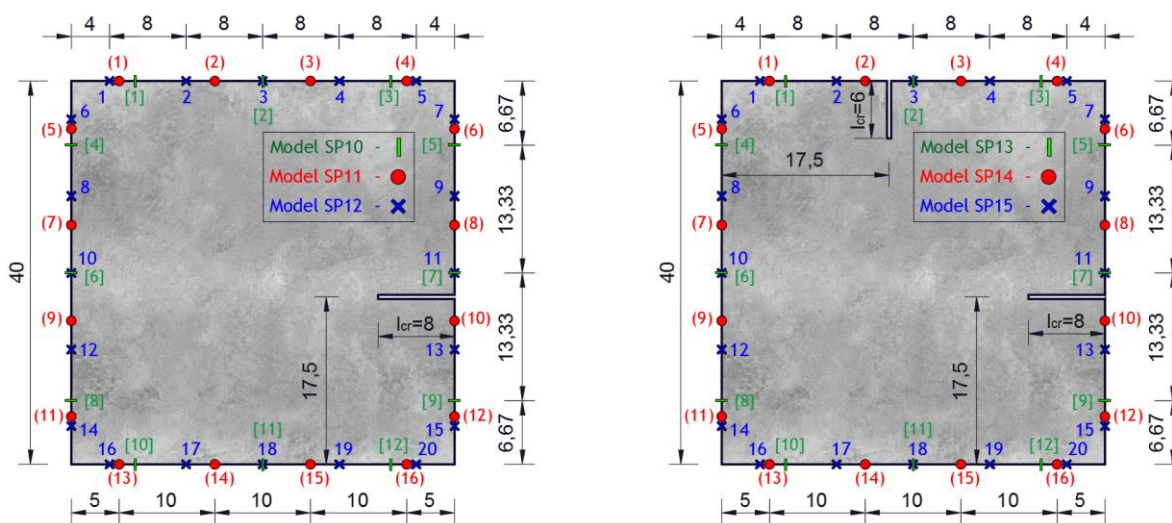 4 8 8 8 8 4
(1) (2) (3) (4)
1 [1] 2 3 4 [3] 5
[2]
6 7
(5) (6)
[4] [5]
Model SP10 -
Model SP11 -
Model SP12 -
8 9
(7) (8)
10 11
[6] [7]
(9) (10)
lcr=8
12 13
17,5
40
6,67
13,33
13,33
6,67
[8] [9]
(11) (12)
14 15
16 [10] 17 [11] 18 19 [12] 20
(13) (14) (15) (16)
5 10 10 10 5
4 8 8 8 8 4
(1) (2) (3) (4)
1 [1] 2 3 4 [3] 5
lcr=6
[2]
6 7
(5) (6)
[4] [5]
17,5
Model SP13 -
Model SP14 -
Model SP15 -
8 9
(7) (8)
10 11
[6] [7]
(9) (10)
lcr=8
12 13
17,5
40
6,67
13,33
13,33
6,67
[8] [9]
(11) (12)
14 15
16 [10] 17 [11] 18 19 [12] 20
(13) (14) (15) (16)
5 10 10 10 5